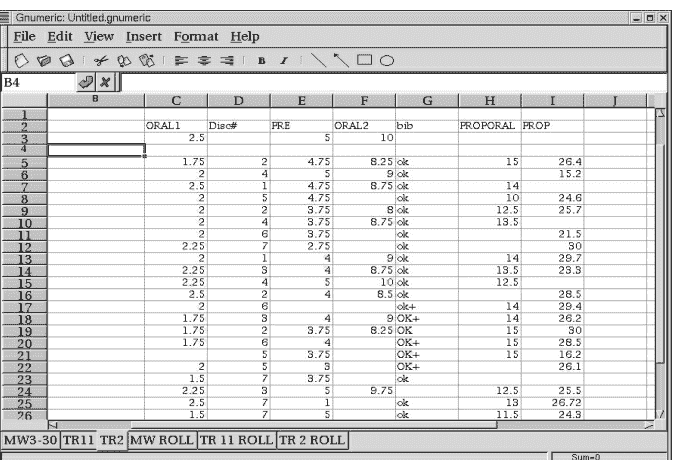 Gnumeric: Untitled.gnumeric
File Edit View Insert Format Help
B4
B C D E F G H I J
1
2 ORAL1 Disc# PRE ORAL2 bib PROPORAL PROP
3 2.5 5 10
4
5 1.75 2 4.75 8.25 ok 15 26.4
6 2 4 5 9 ok 15.2
7 2.5 1 4.75 8.75 ok 14
8 2 5 4.75 ok 10 24.6
9 2 2 3.75 8 ok 12.5 25.7
10 2 4 3.75 8.75 ok 13.5
11 2 6 3.75 ok 21.5
12 2.25 7 2.75 ok 30
13 2 1 4 9 ok 14 29.7
14 2.25 3 4 8.75 ok 13.5 23.3
15 2.25 4 5 10 ok 12.5
16 2.5 2 4 8.5 ok 28.5
17 2 6 ok+ 14 29.4
18 1.75 3 4 9 OK+ 14 26.2
19 1.75 2 3.75 8.25 OK 15 30
20 1.75 6 4 OK+ 15 28.5
21 5 3.75 OK+ 15 16.2
22 2 5 3 OK+ 26.1
23 1.5 7 3.75 ok
24 2.25 3 5 9.75 12.5 25.5
25 2.5 7 1 ok 13 26.72
26 1.5 7 5 ok 11.5 24.3
MW3-30 TR11 TR2 MW ROLL TR 11 ROLL TR 2 ROLL
Sum=0